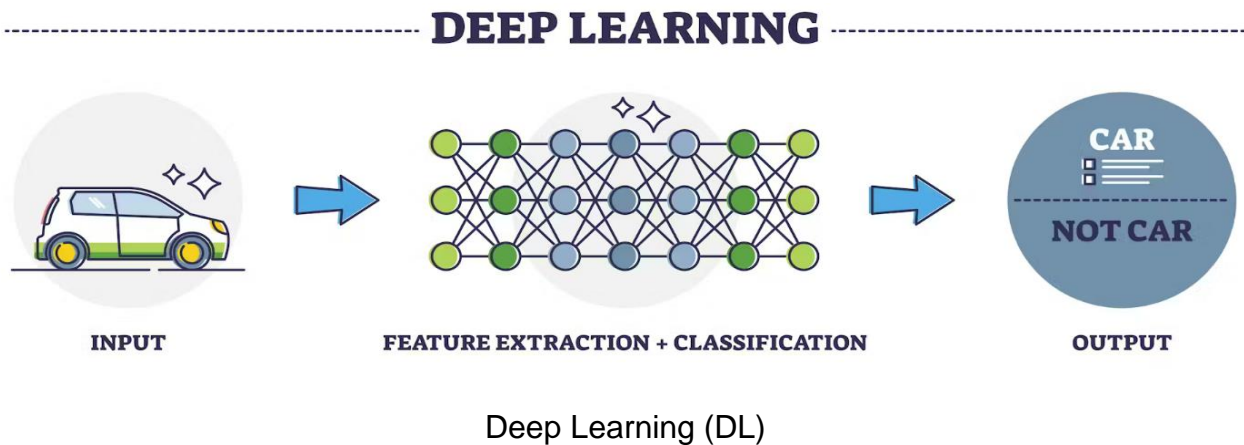 DEEP LEARNING
CAR
NOT CAR
INPUT
FEATURE EXTRACTION + CLASSIFICATION
OUTPUT
Deep Learning (DL)